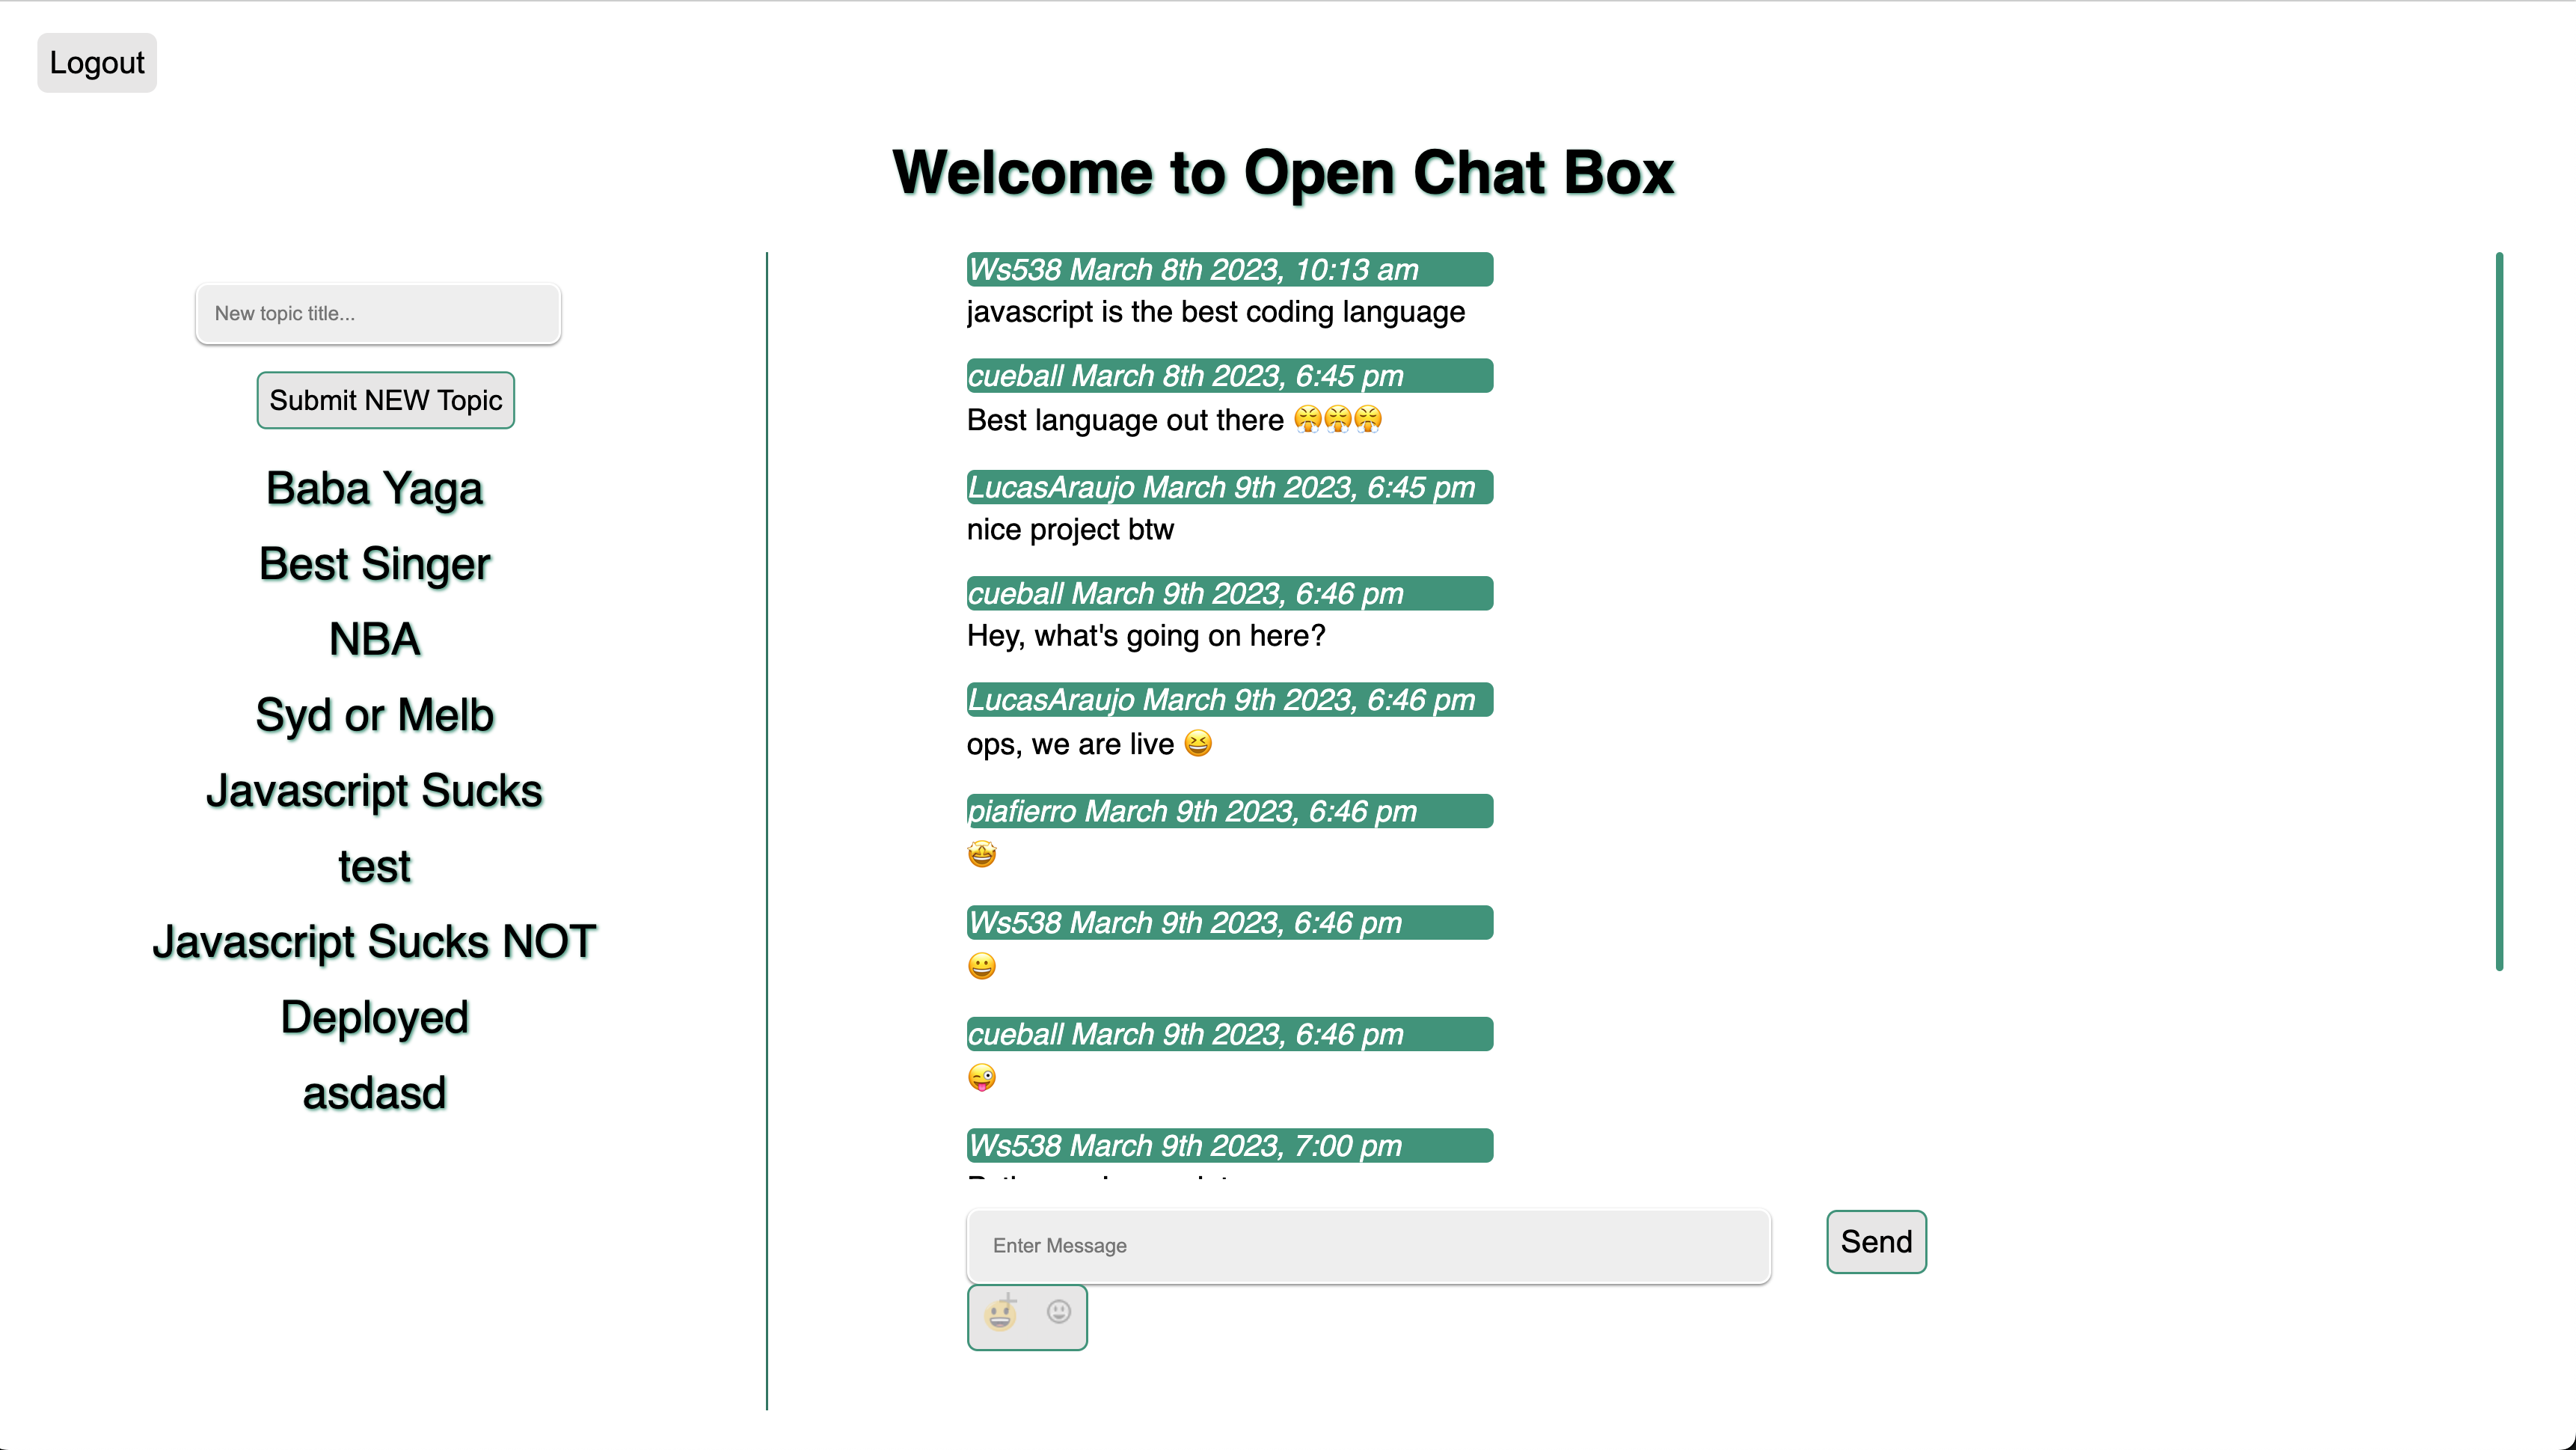 Logout
Welcome to Open Chat Box
New topic title...
Submit NEW Topic
Baba Yaga
Best Singer
NBA
Syd or Melb
Javascript Sucks
test
Javascript Sucks NOT
Deployed
asdasd
Ws538 March 8th 2023, 10:13 am
javascript is the best coding language
cueball March 8th 2023, 6:45 pm
Best language out there 😤😤😤
LucasAraujo March 9th 2023, 6:45 pm
nice project btw
cueball March 9th 2023, 6:46 pm
Hey, what's going on here?
LucasAraujo March 9th 2023, 6:46 pm
ops, we are live 😆
piafierro March 9th 2023, 6:46 pm
🤩
Ws538 March 9th 2023, 6:46 pm
😀
cueball March 9th 2023, 6:46 pm
😜
Ws538 March 9th 2023, 7:00 pm
Enter Message
Send